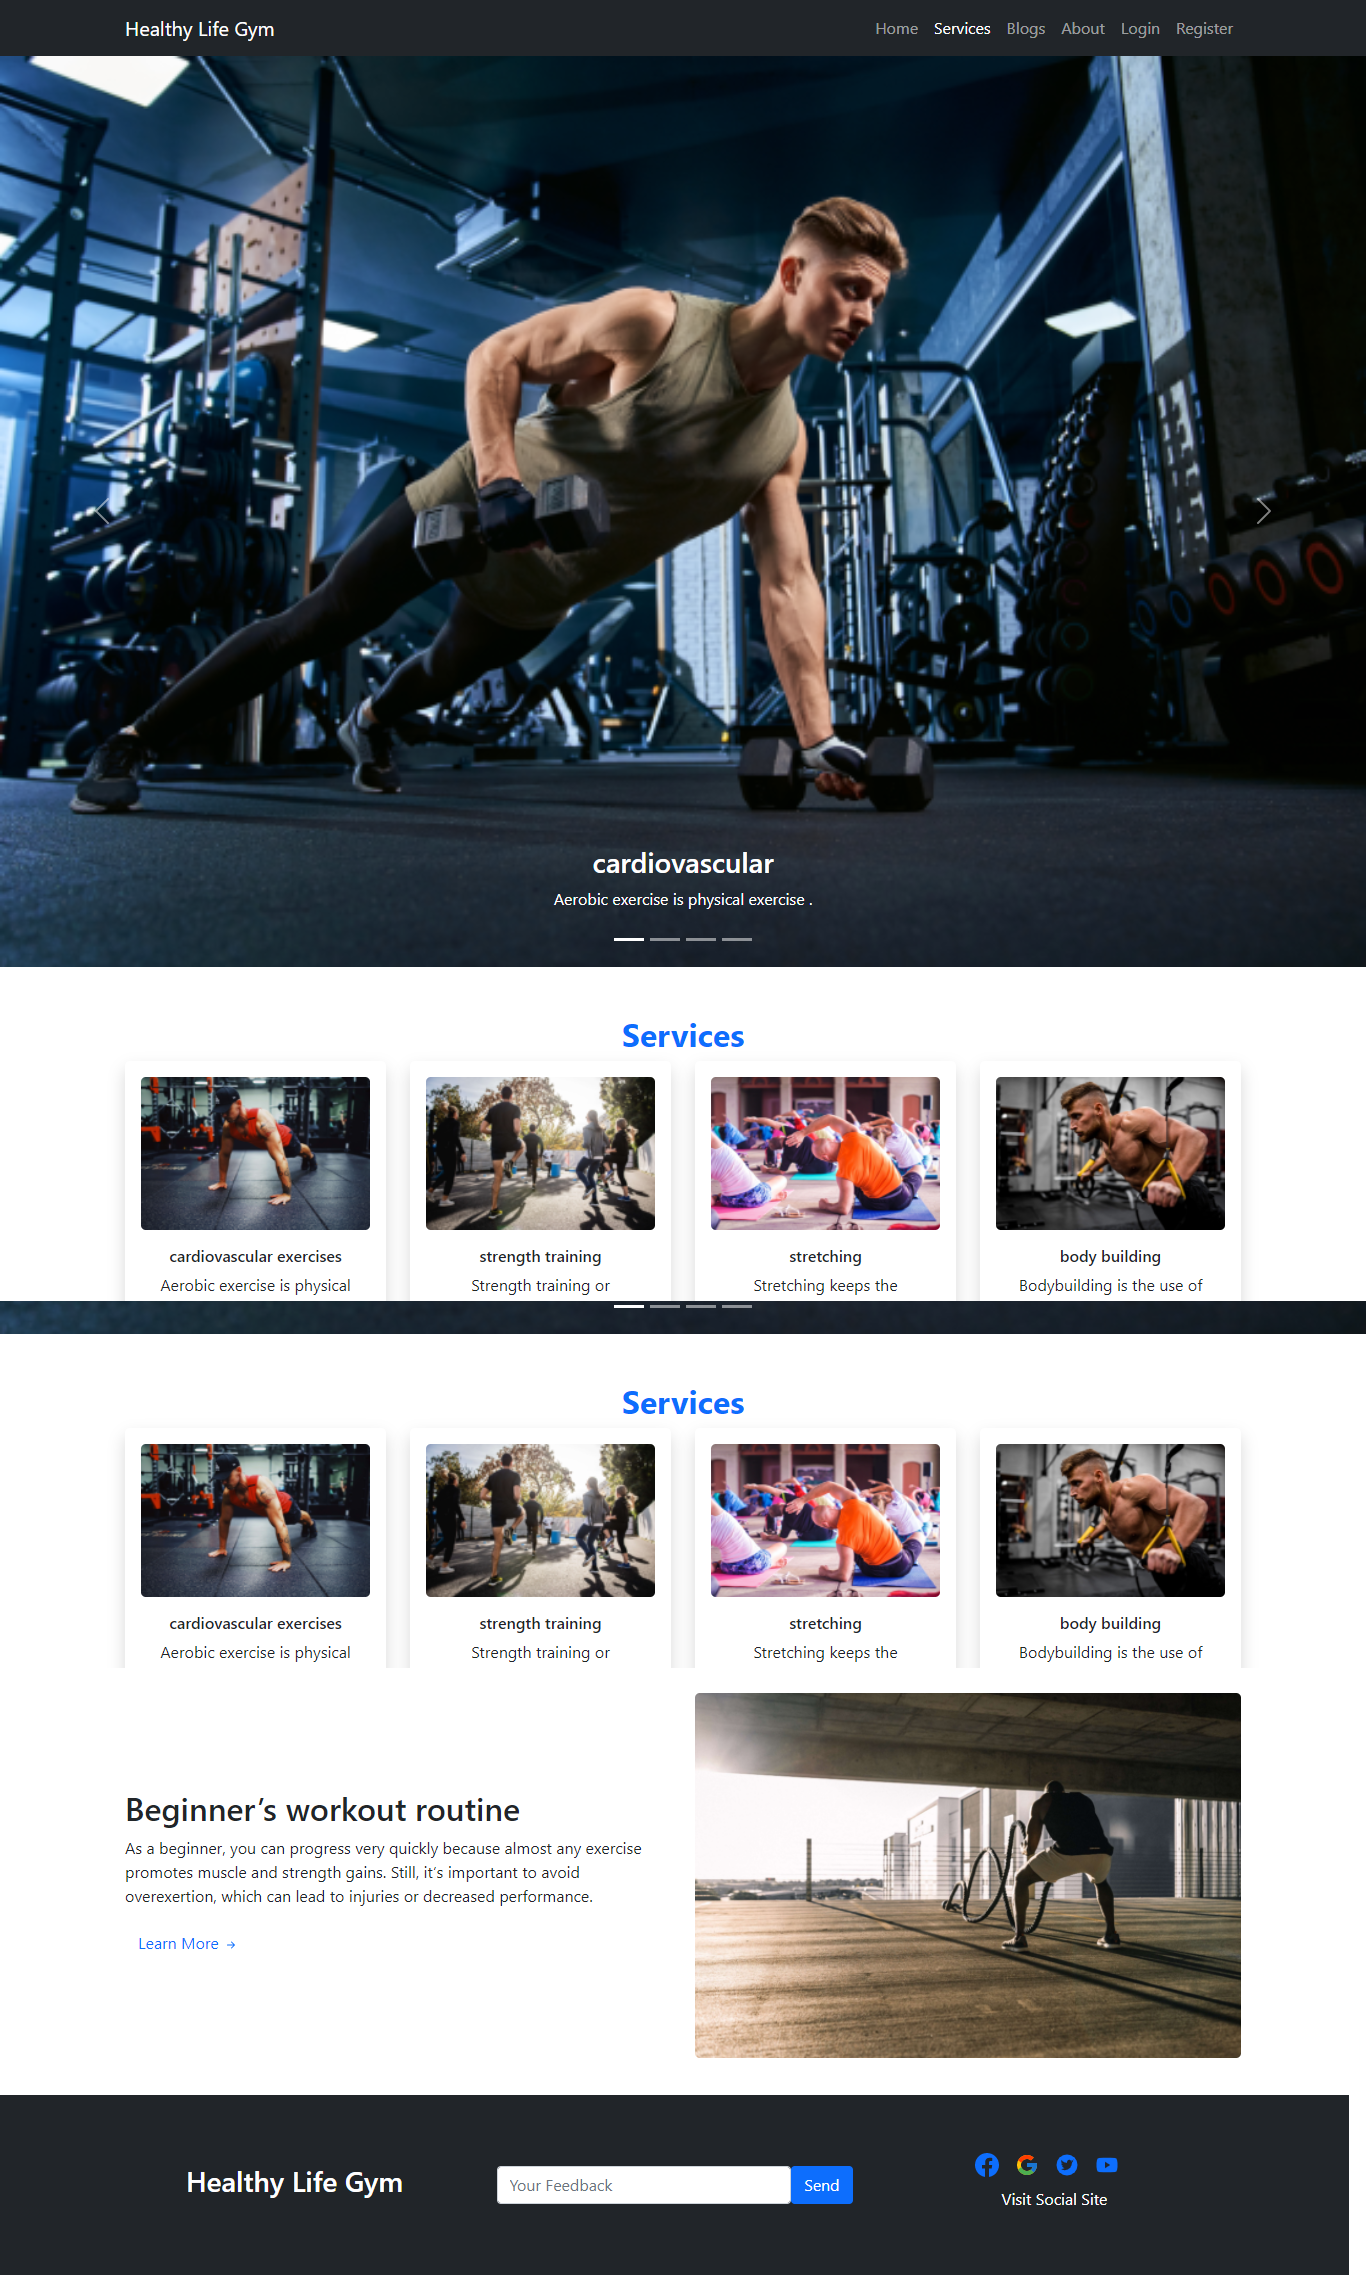 Healthy Life Gym
Home Services Blogs About Login Register
cardiovascular
Aerobic exercise is physical exercise .
Services
cardiovascular exercises
Aerobic exercise is physical
strength training
Strength training or
stretching
Stretching keeps the
body building
Bodybuilding is the use of
Services
cardiovascular exercises
Aerobic exercise is physical
strength training
Strength training or
stretching
Stretching keeps the
body building
Bodybuilding is the use of
Beginner’s workout routine
As a beginner, you can progress very quickly because almost any exercise
promotes muscle and strength gains. Still, it’s important to avoid
overexertion, which can lead to injuries or decreased performance.
Learn More →
Healthy Life Gym
Your Feedback
Send
Visit Social Site